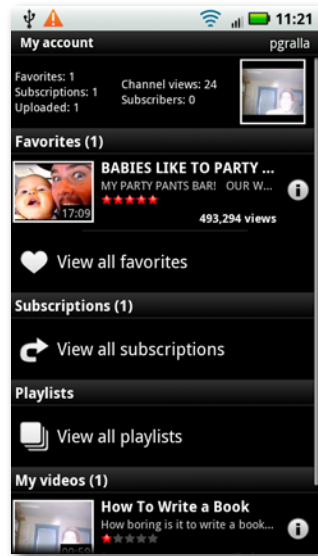 11:21
My account pgralla
Favorites: 1
Subscriptions: 1
Uploaded: 1
Channel views: 24
Subscribers: 0
Favorites (1)
BABIES LIKE TO PARTY ...
MY PARTY PANTS BAR! OUR W...
17:09
493,294 views
View all favorites
Subscriptions (1)
View all subscriptions
Playlists
View all playlists
My videos (1)
How To Write a Book
How boring is it to write a book...